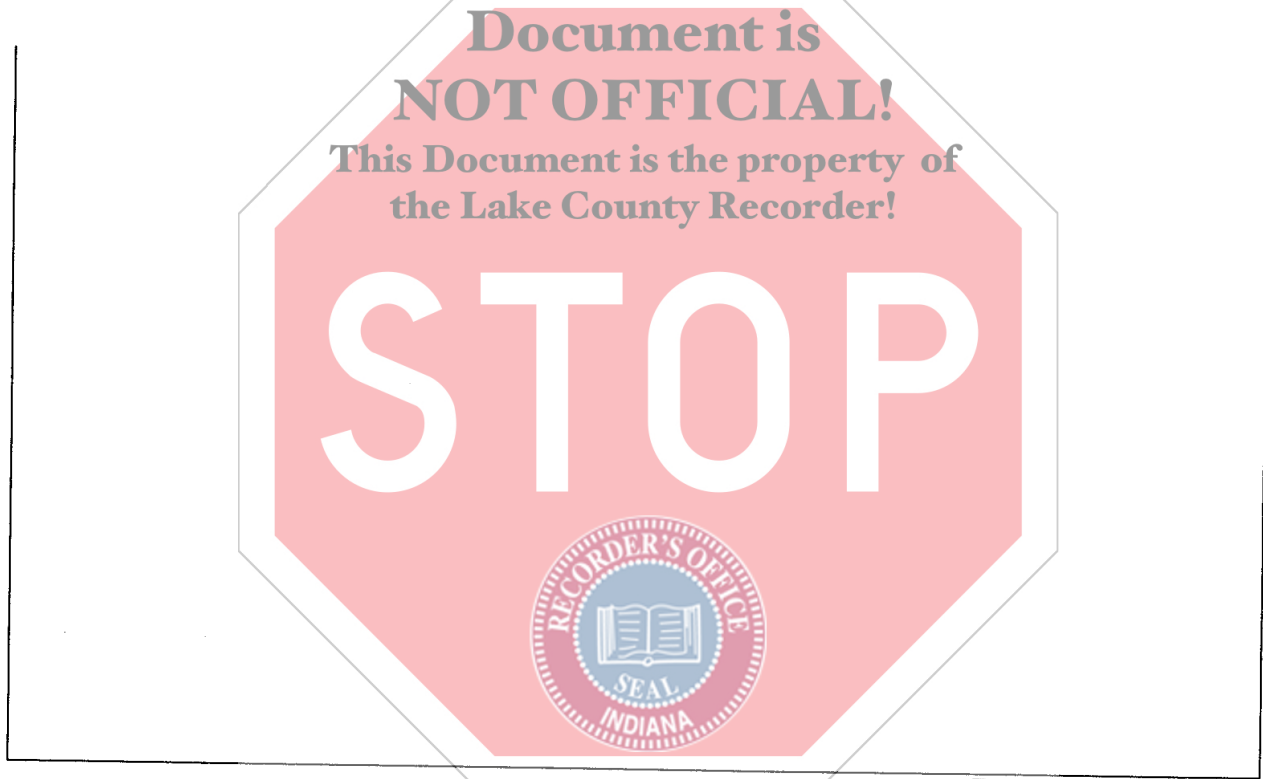 Document is
NOT OFFICIAL!
This Document is the property of
the Lake County Recorder!
STOP
RECORDER'S OFFICE
SEAL
INDIANA